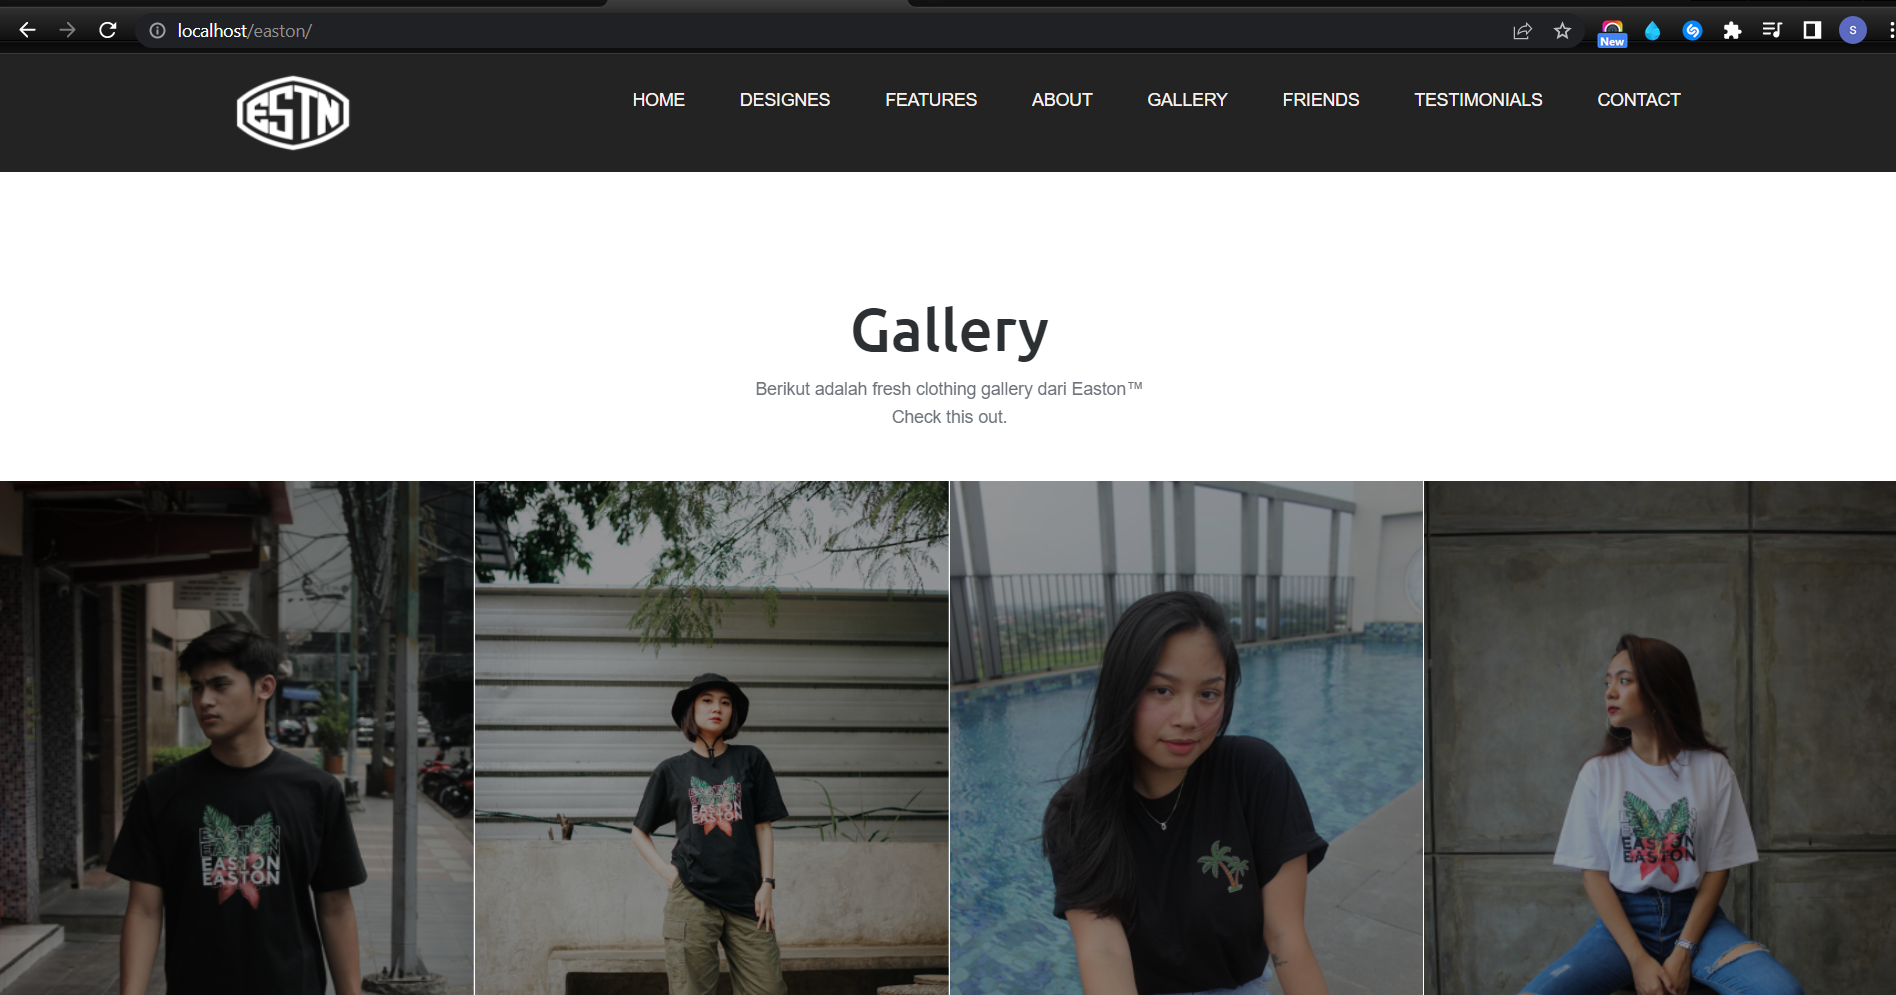 localhost/easton/
New
S
ESTN
HOME DESIGNES FEATURES ABOUT GALLERY FRIENDS TESTIMONIALS CONTACT
Gallery
Berikut adalah fresh clothing gallery dari Easton™
Check this out.
EASTON
EASTON
EASTON
EASTON
EASTON
EASTON
EASTON
EASTON
EASTON